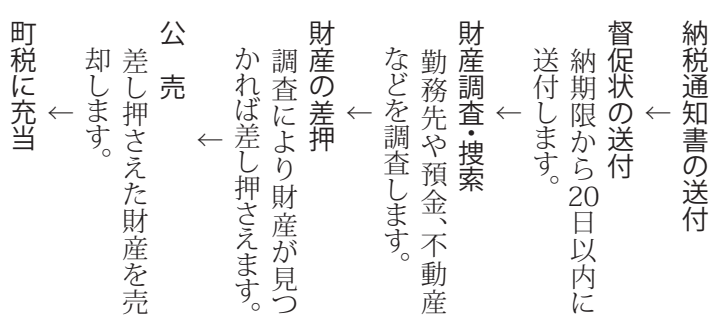 納税通知書の送付
←
督促状の送付
納期限から20日以内に
送付します。
←
財産調査・捜索
勤務先や預金、不動産
などを調査します。
←
財産の差押
調査により財産が見つ
かれば差し押さえます。
←
公　売
差し押さえた財産を売
却します。
←
町税に充当